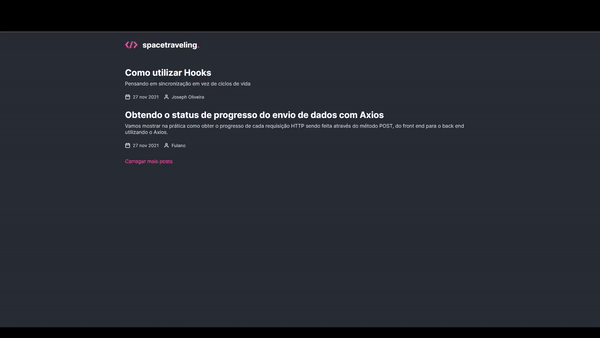 spacetraveling.
Como utilizar Hooks
Pensando em sincronização em vez de ciclos de vida
27 nov 2021 Joseph Oliveira
Obtendo o status de progresso do envio de dados com Axios
Vamos mostrar na prática como obter o progresso de cada requisição HTTP sendo feita através do método POST, do front end para o back end
utilizando o Axios.
27 nov 2021 Fulano
Carregar mais posts